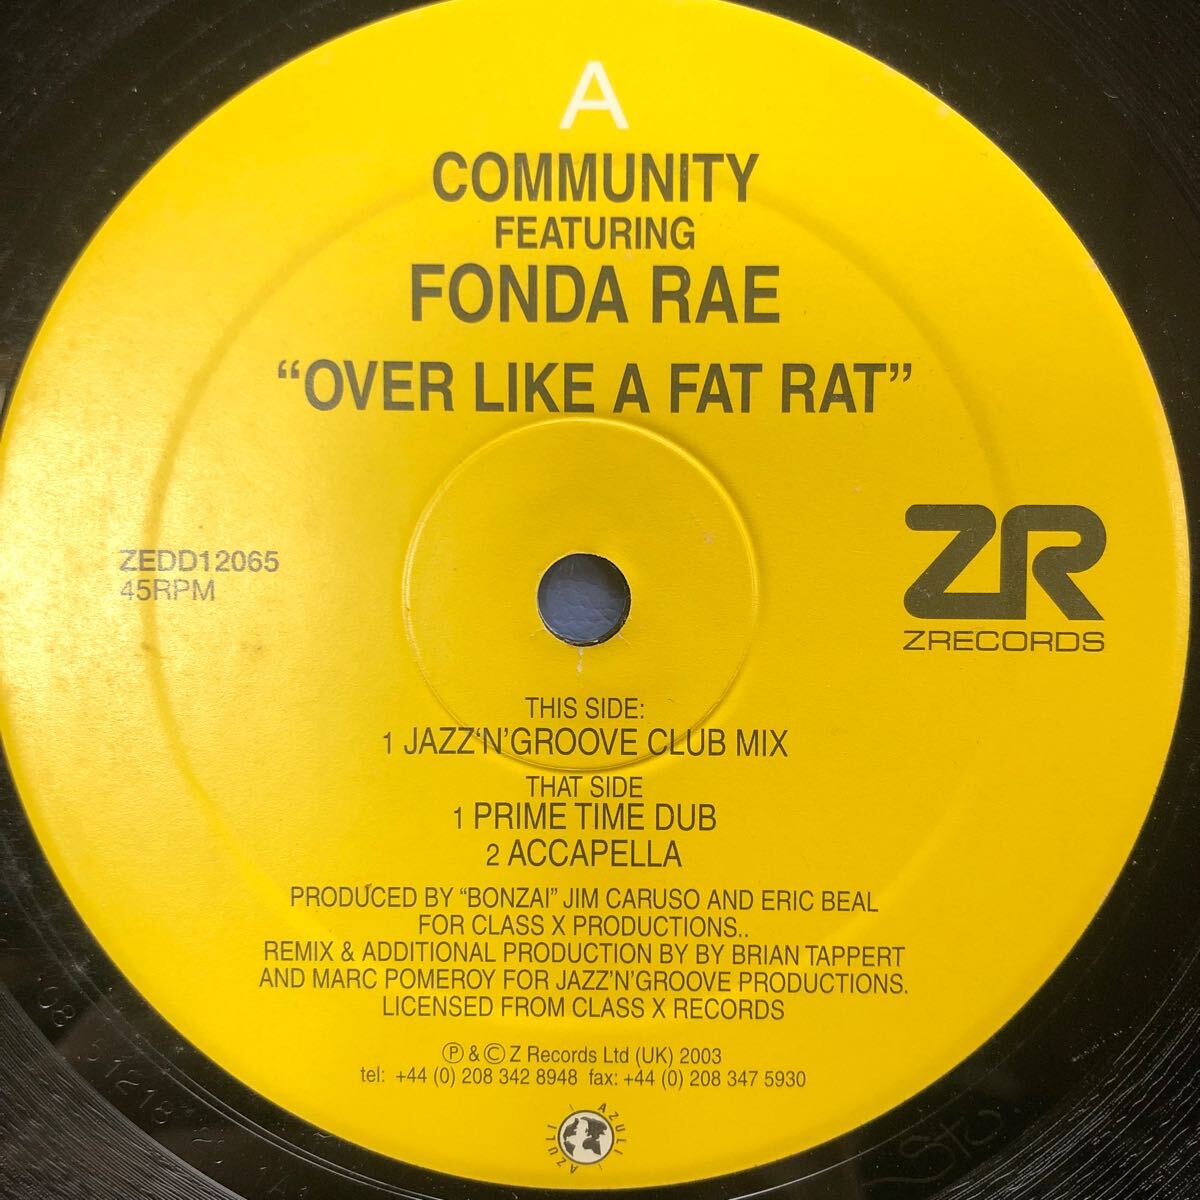 A
COMMUNITY
FEATURING
FONDA RAE
“OVER LIKE A FAT RAT”
ZEDD12065
45RPM
ZR
ZRECORDS
THIS SIDE:
1 JAZZ'N'GROOVE CLUB MIX
THAT SIDE
1 PRIME TIME DUB
2 ACCAPELLA
PRODUCED BY “BONZAI” JIM CARUSO AND ERIC BEAL
FOR CLASS X PRODUCTIONS..
REMIX & ADDITIONAL PRODUCTION BY BY BRIAN TAPPERT
AND MARC POMEROY FOR JAZZ'N'GROOVE PRODUCTIONS.
LICENSED FROM CLASS X RECORDS
℗ & © Z Records Ltd (UK) 2003
tel: +44 (0) 208 342 8948 fax: +44 (0) 208 347 5930
AZULI AZULI